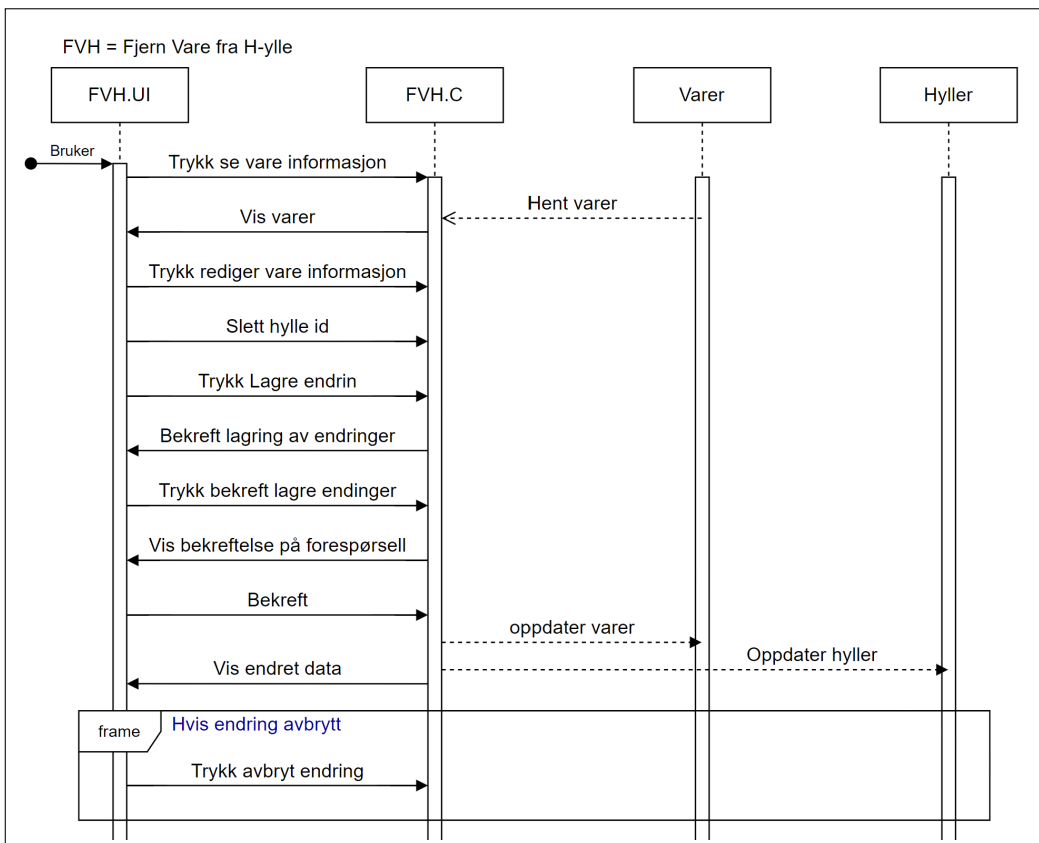 FVH = Fjern Vare fra H-ylle
FVH.UI
FVH.C
Varer
Hyller
Bruker
Trykk se vare informasjon
Hent varer
Vis varer
Trykk rediger vare informasjon
Slett hylle id
Trykk Lagre endrin
Bekreft lagring av endringer
Trykk bekreft lagre endinger
Vis bekreftelse på forespørsell
Bekreft
oppdater varer
Oppdater hyller
Vis endret data
frame
Hvis endring avbrytt
Trykk avbryt endring